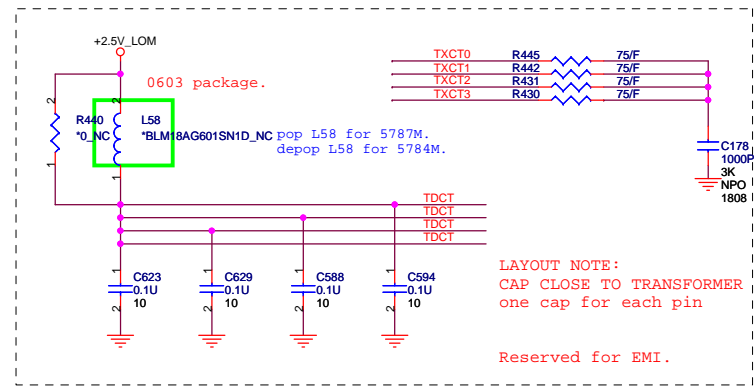 +2.5V_LOM
0603 package.
2
R440
*0_NC
1
2
L58
*BLM18AG601SN1D_NC
1
pop L58 for 5787M.
depop L58 for 5784M.
TXCT0 R445 75/F
TXCT1 R442 75/F
TXCT2 R431 75/F
TXCT3 R430 75/F
C178
1000P
3K
NPO
1808
TDCT
TDCT
TDCT
TDCT
1 C623 1 C629 1 C588 1 C594
0.1U 0.1U 0.1U 0.1U
2 10 2 10 2 10 2 10
LAYOUT NOTE:
CAP CLOSE TO TRANSFORMER
one cap for each pin
Reserved for EMI.